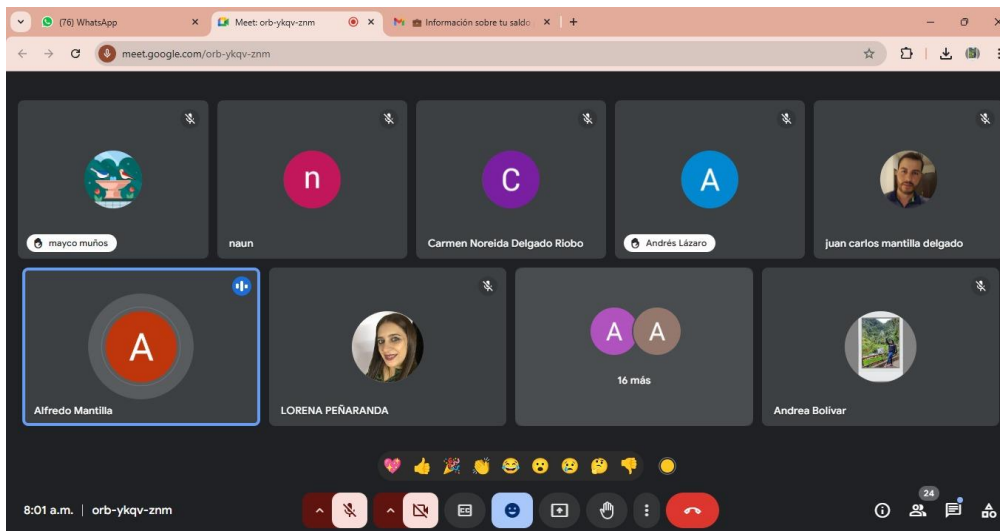 (76) WhatsApp
Meet: orb-ykqv-znm
Información sobre tu saldo
meet.google.com/orb-ykqv-znm
n
C
A
mayco muños
naun
Carmen Noreida Delgado Riobo
Andrés Lázaro
juan carlos mantilla delgado
A
A A
16 más
Alfredo Mantilla
LORENA PEÑARANDA
Andrea Bolívar
8:01 a.m. | orb-ykqv-znm
CC
24